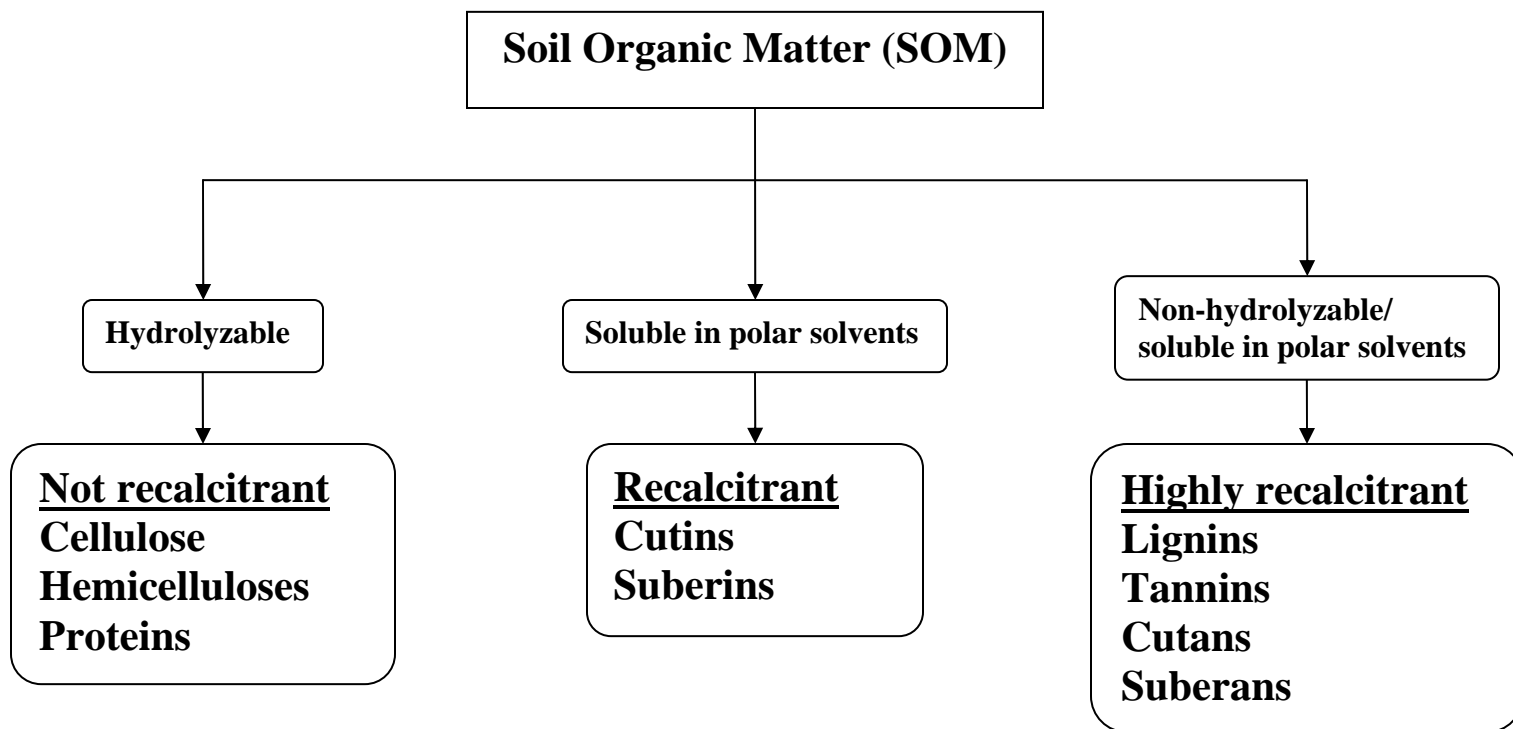 Soil Organic Matter (SOM)
Hydrolyzable
Soluble in polar solvents
Non-hydrolyzable/
soluble in polar solvents
Not recalcitrant
Cellulose
Hemicelluloses
Proteins
Recalcitrant
Cutins
Suberins
Highly recalcitrant
Lignins
Tannins
Cutans
Suberans